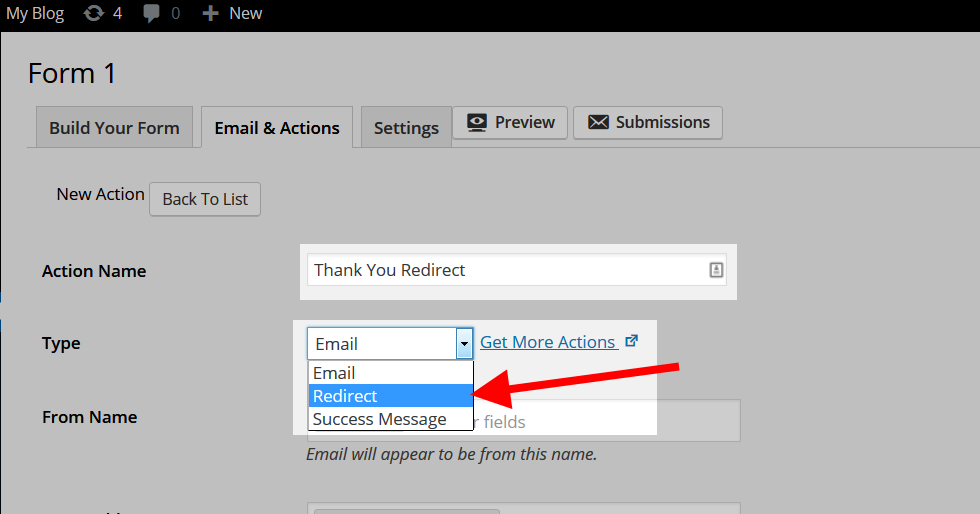 My Blog 4 0 New
Form 1
Build Your Form Email & Actions Settings Preview Submissions
New Action Back To List
Action Name Thank You Redirect
Type Email Get More Actions
Email
Redirect
Success Message
From Name fields
Email will appear to be from this name.